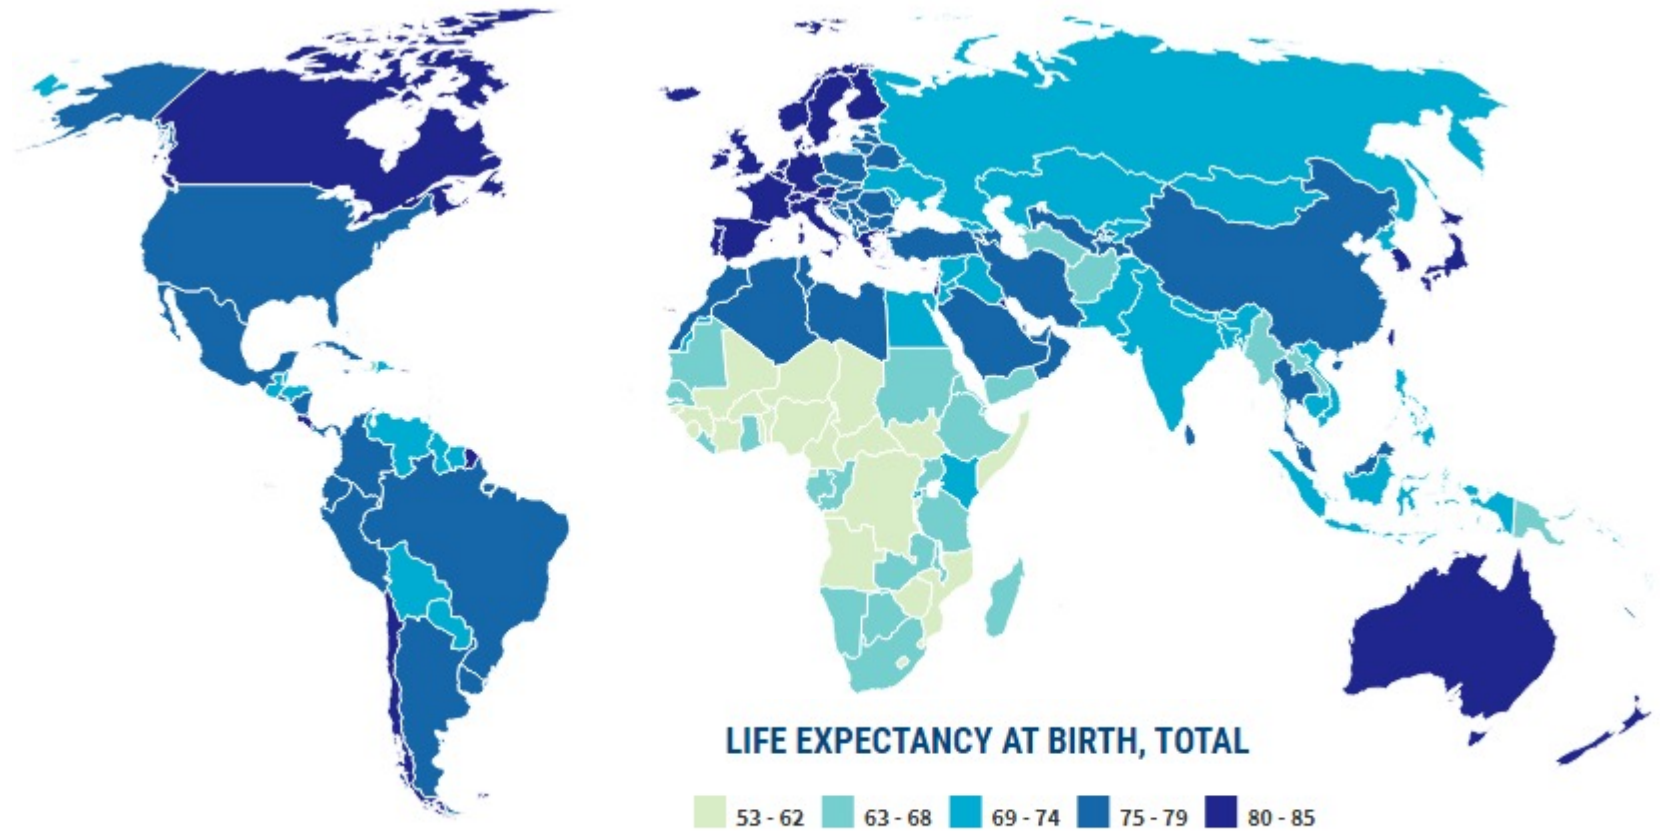 LIFE EXPECTANCY AT BIRTH, TOTAL
53 - 62 63 - 68 69 - 74 75 - 79 80 - 85